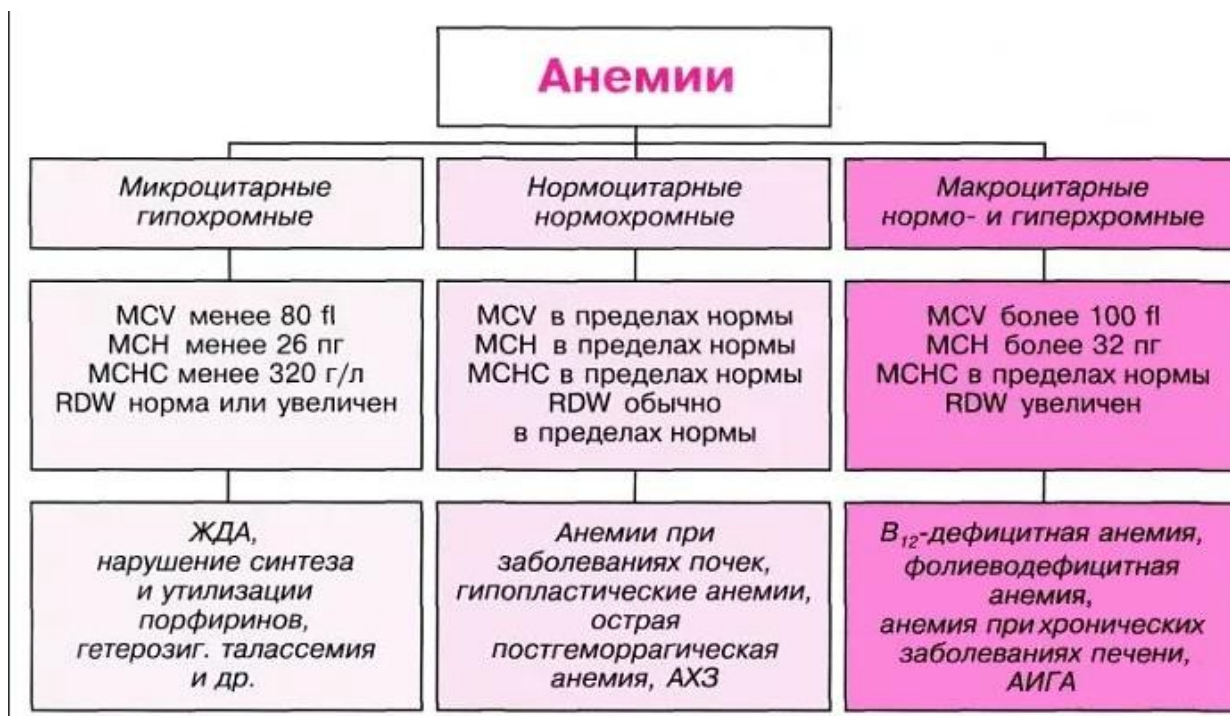 Анемии
Микроцитарные
гипохромные
Нормоцитарные
нормохромные
Макроцитарные
нормо- и гиперхромные
MCV менее 80 fl
MCH менее 26 пг
MCHC менее 320 г/л
RDW норма или увеличен
MCV в пределах нормы
MCH в пределах нормы
MCHC в пределах нормы
RDW обычно
в пределах нормы
MCV более 100 fl
MCH более 32 пг
MCHC в пределах нормы
RDW увеличен
ЖДА,
нарушение синтеза
и утилизации
порфиринов,
гетерозиг. талассемия
и др.
Анемии при
заболеваниях почек,
гипопластические анемии,
острая
постгеморрагическая
анемия, АХЗ
B₁₂-дефицитная анемия,
фолиеводефицитная
анемия,
анемия при хронических
заболеваниях печени,
АИГА